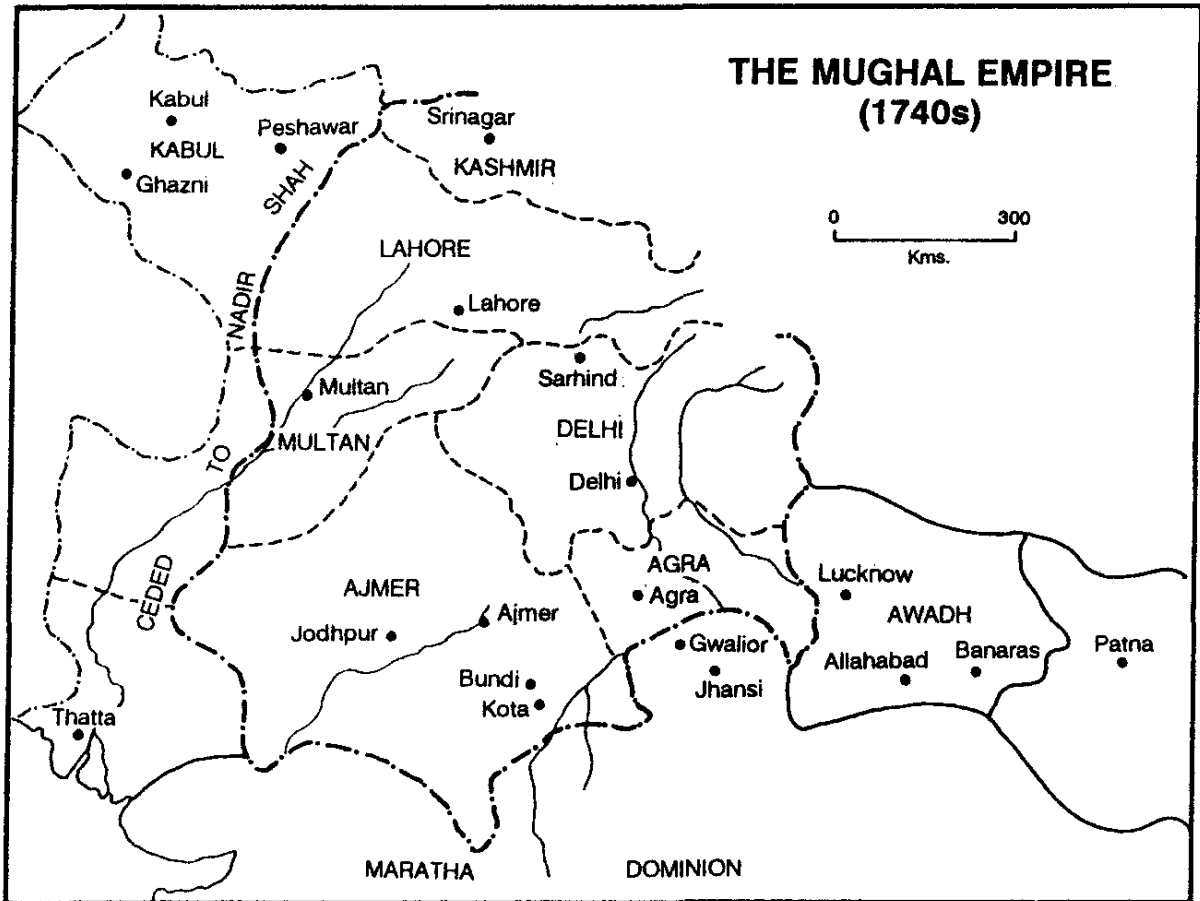 THE MUGHAL EMPIRE
(1740s)
0 300
Kms.
Kabul
KABUL
Ghazni
Peshawar
Srinagar
KASHMIR
LAHORE
Lahore
CEDED TO NADIR SHAH
Multan
MULTAN
Sarhind
DELHI
Delhi
AGRA
Agra
AJMER
Ajmer
Jodhpur
Bundi
Kota
Gwalior
Jhansi
Lucknow
AWADH
Allahabad
Banaras
Patna
Thatta
MARATHA DOMINION